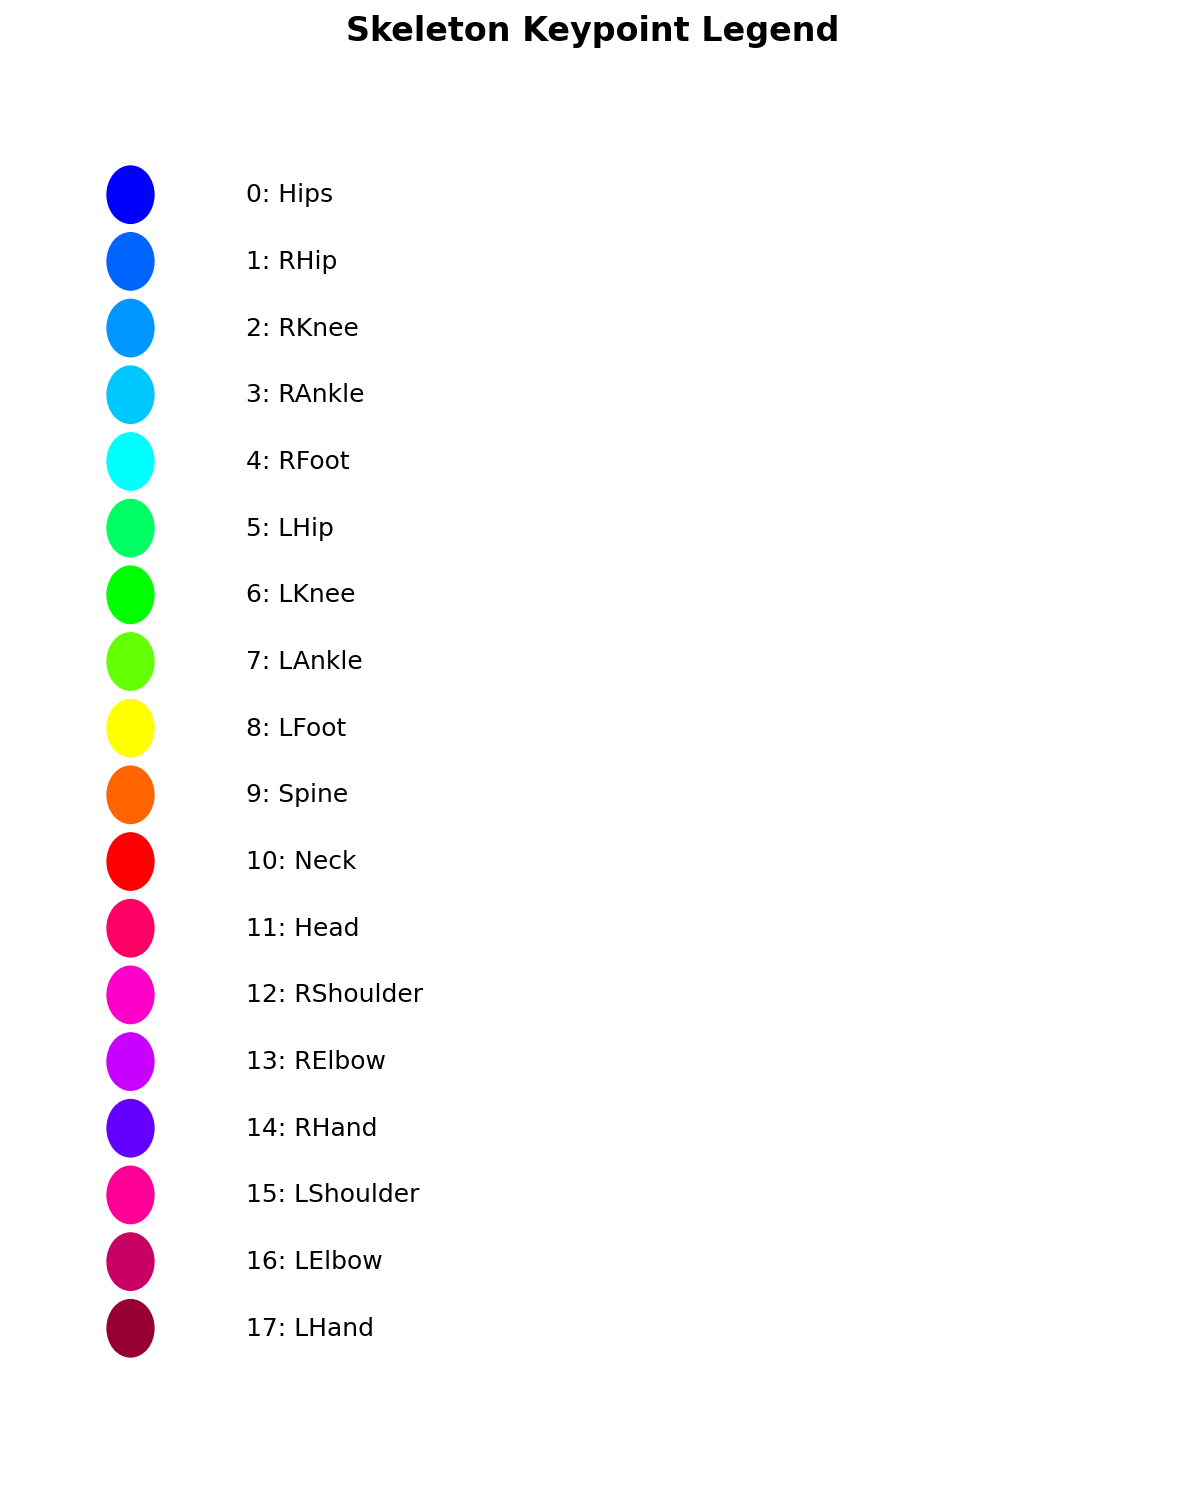 Skeleton Keypoint Legend
0: Hips
1: RHip
2: RKnee
3: RAnkle
4: RFoot
5: LHip
6: LKnee
7: LAnkle
8: LFoot
9: Spine
10: Neck
11: Head
12: RShoulder
13: RElbow
14: RHand
15: LShoulder
16: LElbow
17: LHand